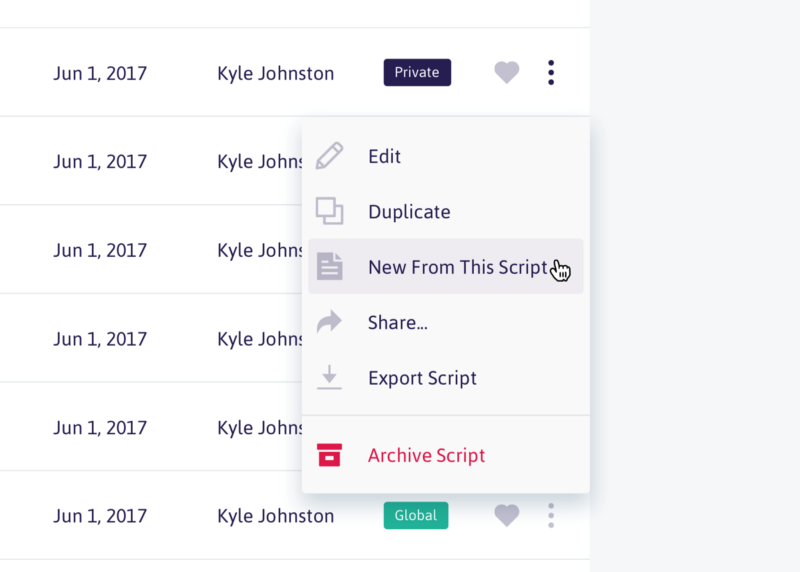 Jun 1, 2017 Kyle Johnston Private
Jun 1, 2017 Kyle Johns
Edit
Duplicate
Jun 1, 2017 Kyle Johns
New From This Script
Share...
Jun 1, 2017 Kyle Johns
Export Script
Jun 1, 2017 Kyle Johns
Archive Script
Jun 1, 2017 Kyle Johnston Global